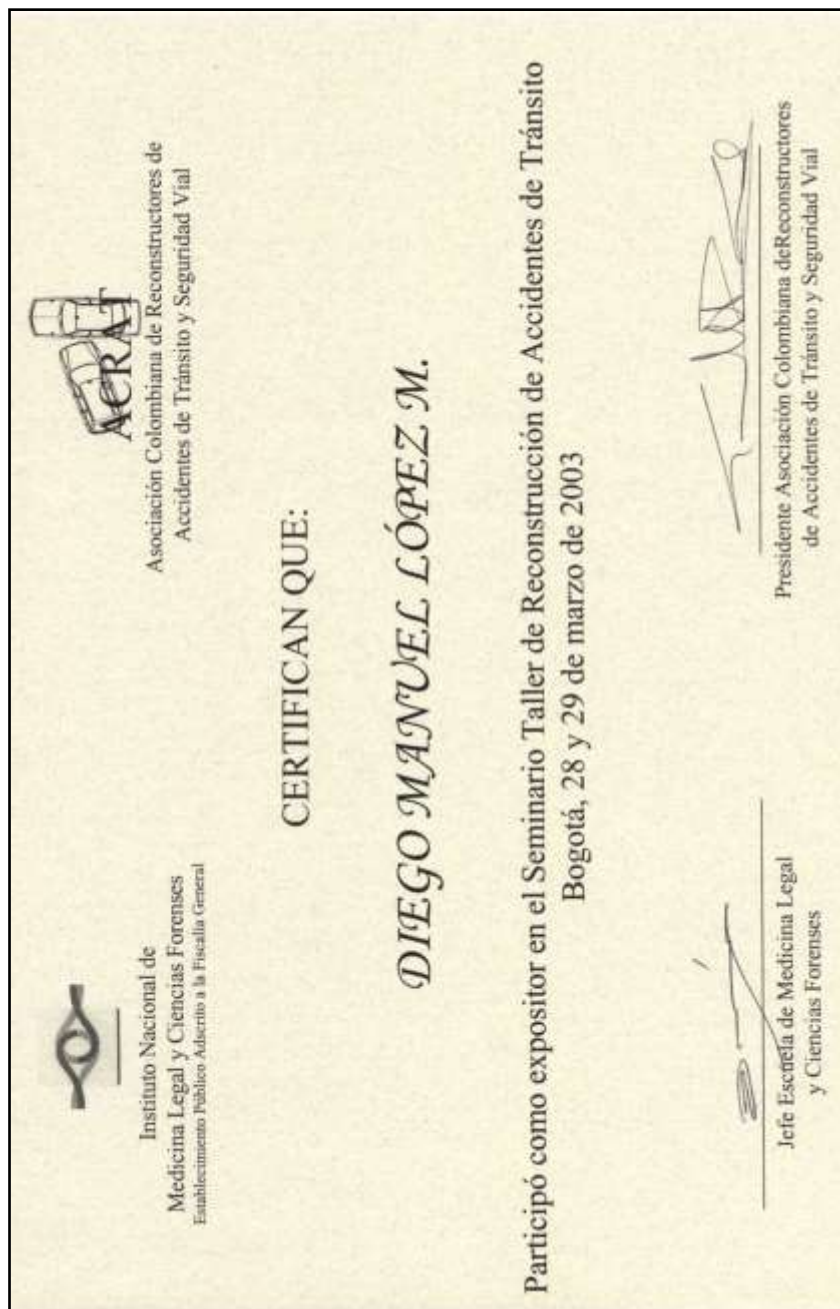 Instituto Nacional de
Medicina Legal y Ciencias Forenses
Establecimiento Público Adscrito a la Fiscalía General
ACRAT
Asociación Colombiana de Reconstructores de
Accidentes de Tránsito y Seguridad Vial
CERTIFICAN QUE:
DIEGO MANUEL LÓPEZ M.
Participó como expositor en el Seminario Taller de Reconstrucción de Accidentes de Tránsito
Bogotá, 28 y 29 de marzo de 2003
Jefe Escuela de Medicina Legal
y Ciencias Forenses
Presidente Asociación Colombiana deReconstructores
de Accidentes de Tránsito y Seguridad Vial